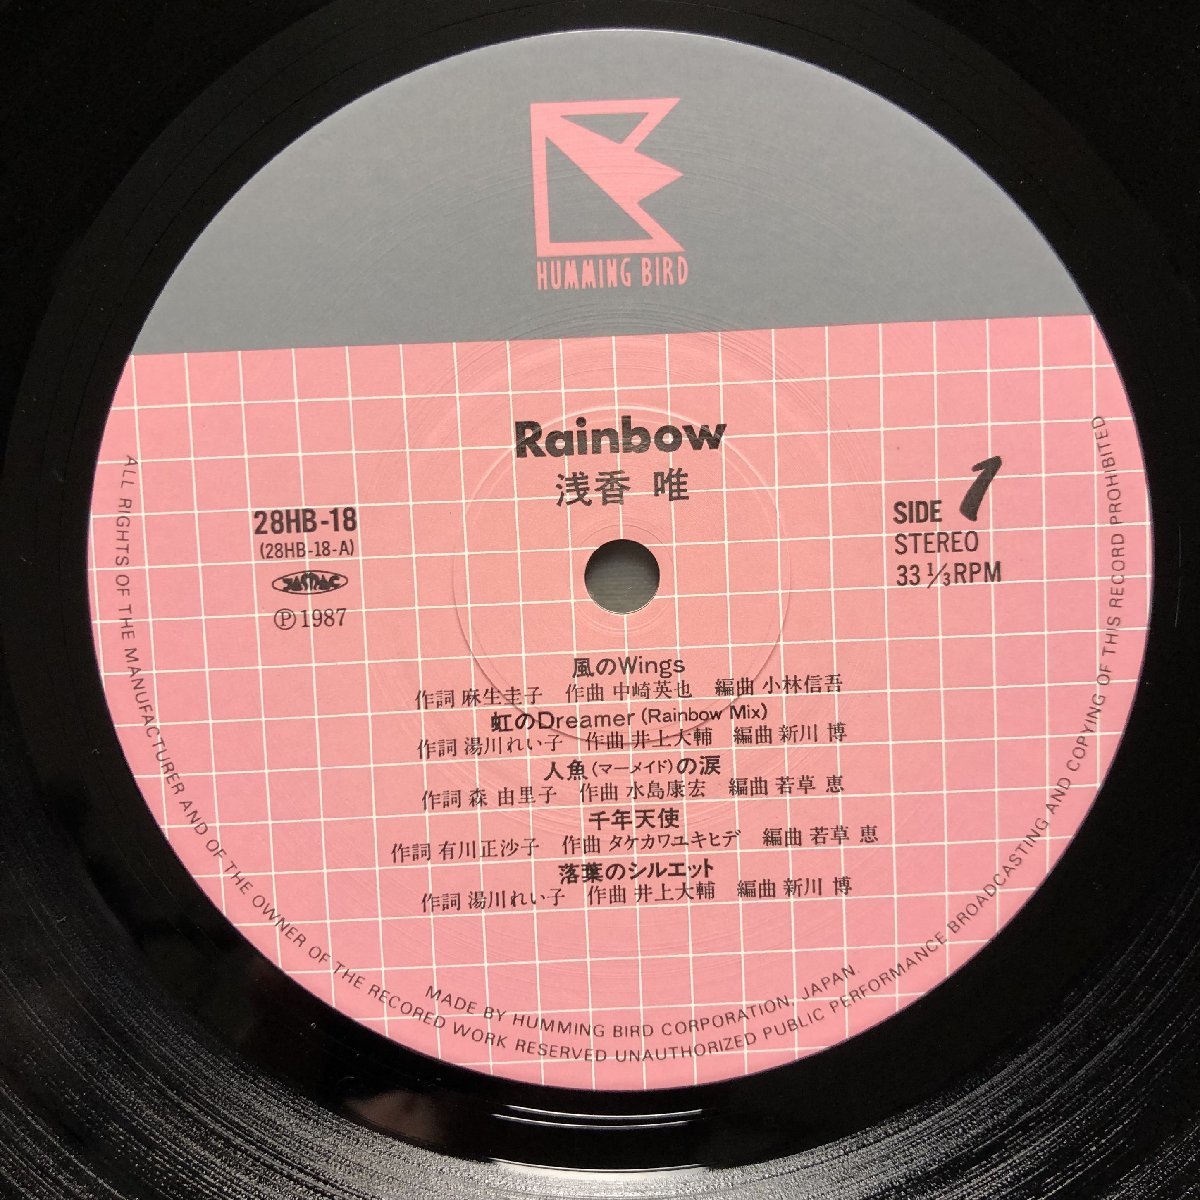 HUMMING BIRD
Rainbow
浅香 唯
28HB-18
(28HB-18-A)
JASRAC
Ⓟ1987
SIDE 1
STEREO
33 1/3 RPM
風のWings
作詞 麻生圭子 作曲 中崎英也 編曲 小林信吾
虹のDreamer (Rainbow Mix)
作詞 湯川れい子 作曲 井上大輔 編曲 新川 博
人魚(マーメイド)の涙
作詞 森 由里子 作曲 水島康宏 編曲 若草 恵
千年天使
作詞 有川正沙子 作曲 タケカワユキヒデ 編曲 若草 恵
落葉のシルエット
作詞 湯川れい子 作曲 井上大輔 編曲 新川 博
MADE BY HUMMING BIRD CORPORATION, JAPAN.
ALL RIGHTS OF THE MANUFACTURER AND OF THE OWNER OF THE RECORED WORK RESERVED UNAUTHORIZED PUBLIC PERFORMANCE BROADCASTING AND COPYING OF THIS RECORD PROHIBITED